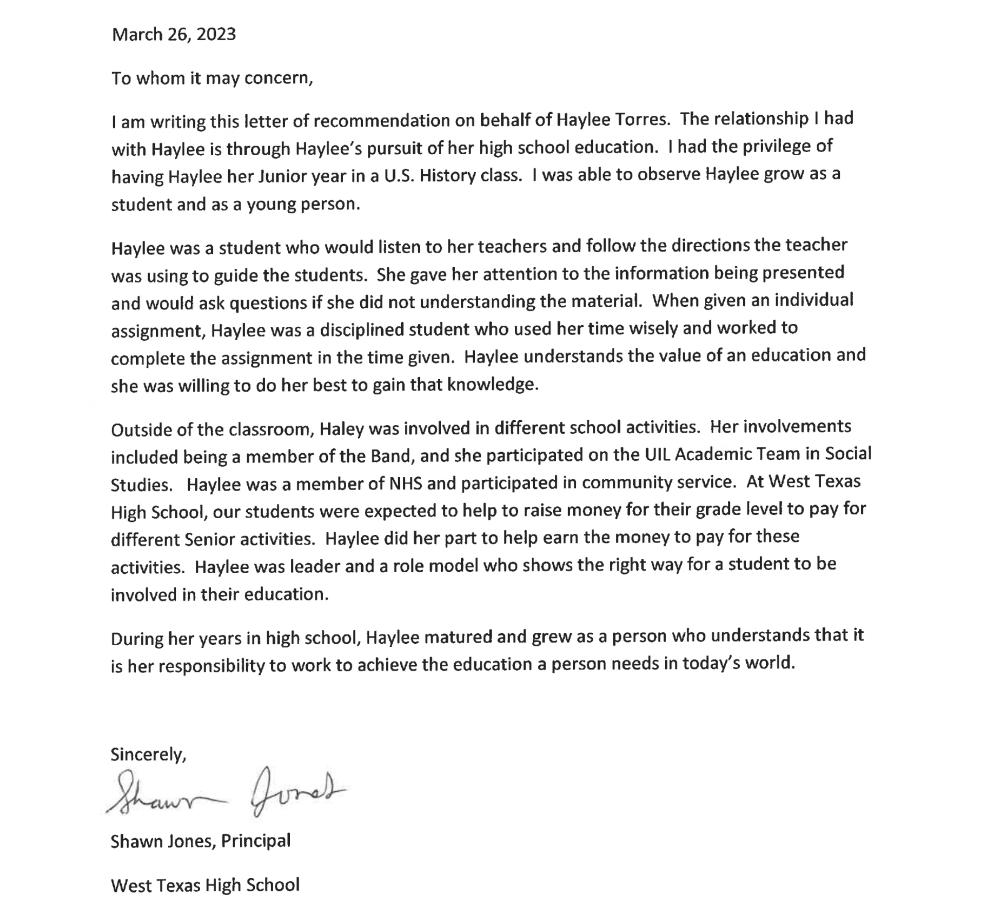 March 26, 2023
To whom it may concern,
I am writing this letter of recommendation on behalf of Haylee Torres.  The relationship I had
with Haylee is through Haylee's pursuit of her high school education.  I had the privilege of
having Haylee her Junior year in a U.S. History class.  I was able to observe Haylee grow as a
student and as a young person.
Haylee was a student who would listen to her teachers and follow the directions the teacher
was using to guide the students.  She gave her attention to the information being presented
and would ask questions if she did not understanding the material.  When given an individual
assignment, Haylee was a disciplined student who used her time wisely and worked to
complete the assignment in the time given.  Haylee understands the value of an education and
she was willing to do her best to gain that knowledge.
Outside of the classroom, Haley was involved in different school activities.  Her involvements
included being a member of the Band, and she participated on the UIL Academic Team in Social
Studies.   Haylee was a member of NHS and participated in community service.  At West Texas
High School, our students were expected to help to raise money for their grade level to pay for
different Senior activities.  Haylee did her part to help earn the money to pay for these
activities.  Haylee was leader and a role model who shows the right way for a student to be
involved in their education.
During her years in high school, Haylee matured and grew as a person who understands that it
is her responsibility to work to achieve the education a person needs in today's world.
Sincerely,
Shawn Jones
Shawn Jones, Principal
West Texas High School